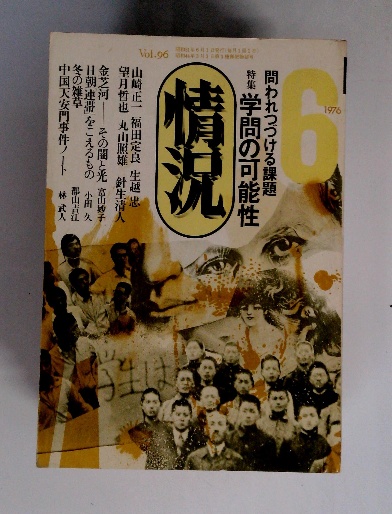 Vol.96
6
1976
問われつづける課題
特集 学問の可能性
情況
山崎正一 福田定良 生越 忠
望月哲也 丸山照雄 針生清人
金芝河――その闇と光 富山妙子
日朝連帯をこえるもの 小関 久
冬の雑草 郡山吉江
中国天安門事件ノート 林 武人
学生は